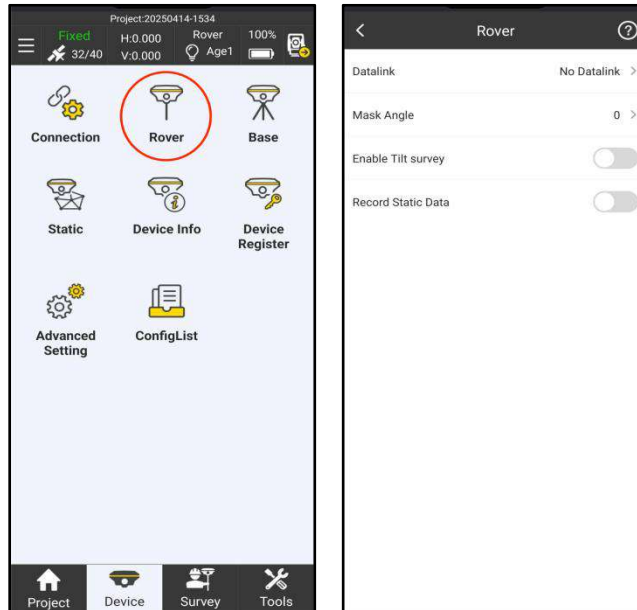 Project:20250414-1534
Fixed H:0.000 Rover 100%
32/40 V:0.000 Age1
Connection Rover Base
Static Device Info Device
Register
Advanced ConfigList
Setting
Project Device Survey Tools
Rover
Datalink No Datalink
Mask Angle 0
Enable Tilt survey
Record Static Data